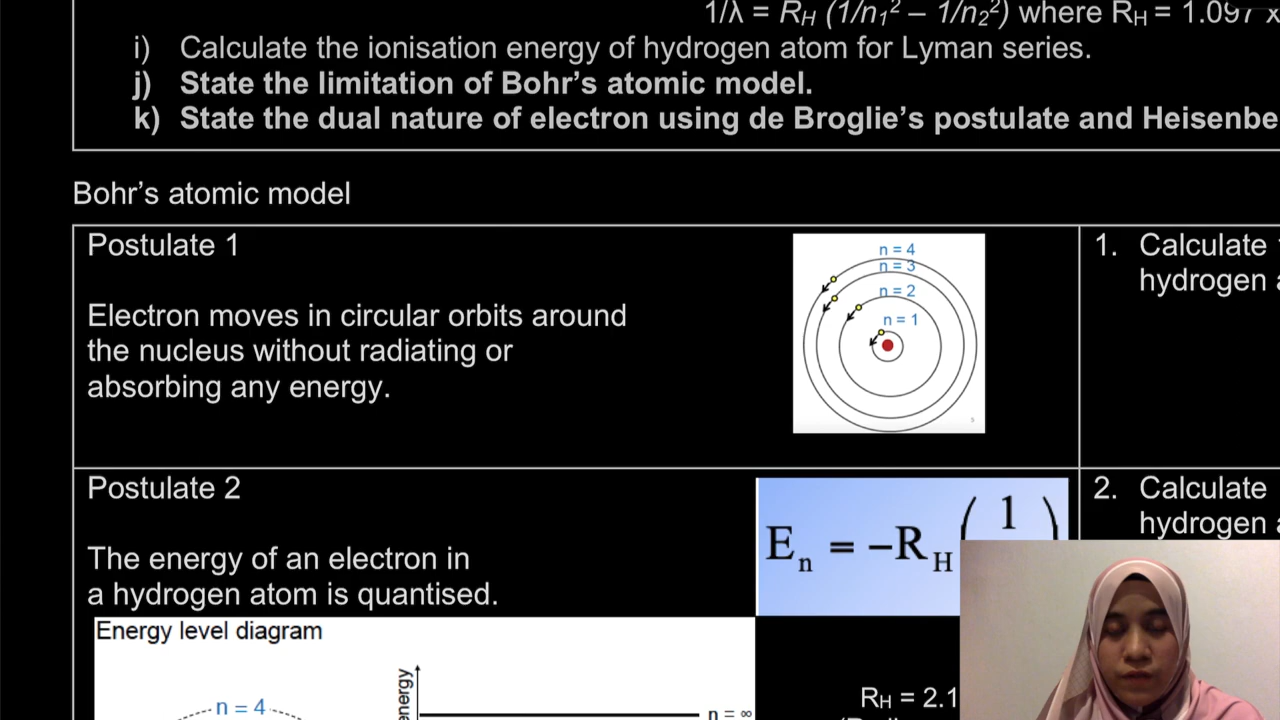 1/λ = RH (1/n₁² – 1/n₂²) where RH = 1.097 x
i) Calculate the ionisation energy of hydrogen atom for Lyman series.
j) State the limitation of Bohr’s atomic model.
k) State the dual nature of electron using de Broglie’s postulate and Heisenbe
Bohr’s atomic model
Postulate 1
Electron moves in circular orbits around
the nucleus without radiating or
absorbing any energy.
n = 4
n = 3
n = 2
n = 1
1. Calculate
hydrogen
Postulate 2
The energy of an electron in
a hydrogen atom is quantised.
En = –RH (1)
2. Calculate
hydrogen
Energy level diagram
n = 4
energy
n = ∞
RH = 2.1